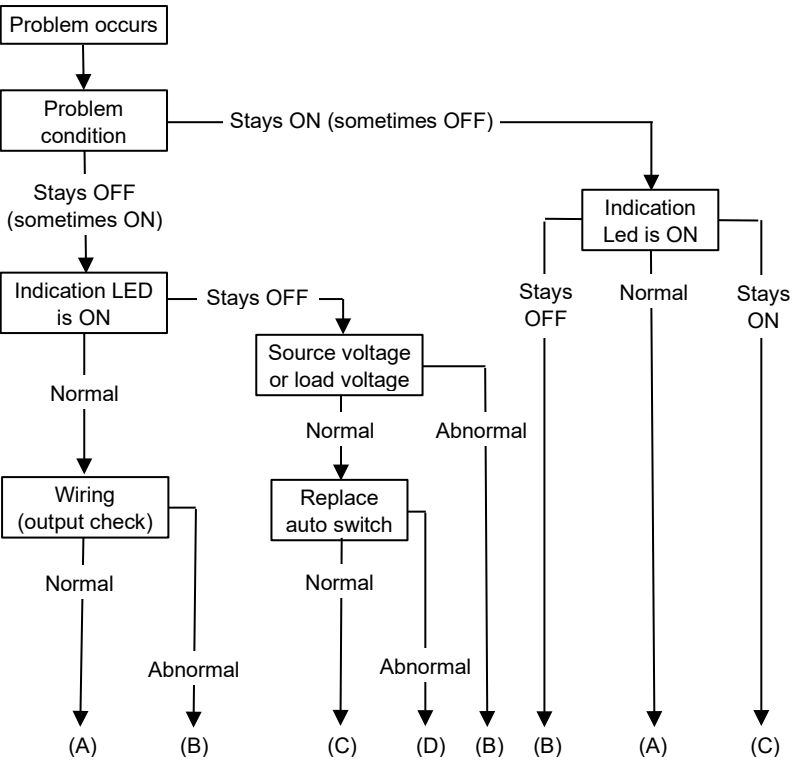 Problem occurs
Problem
condition
Stays ON (sometimes OFF)
Stays OFF
(sometimes ON)
Indication
Led is ON
Indication LED
is ON
Stays OFF
Stays
OFF
Normal
Stays
ON
Source voltage
or load voltage
Normal
Normal
Abnormal
Wiring
(output check)
Replace
auto switch
Normal
Normal
Abnormal
Abnormal
(A)
(B)
(C)
(D)
(B)
(B)
(A)
(C)